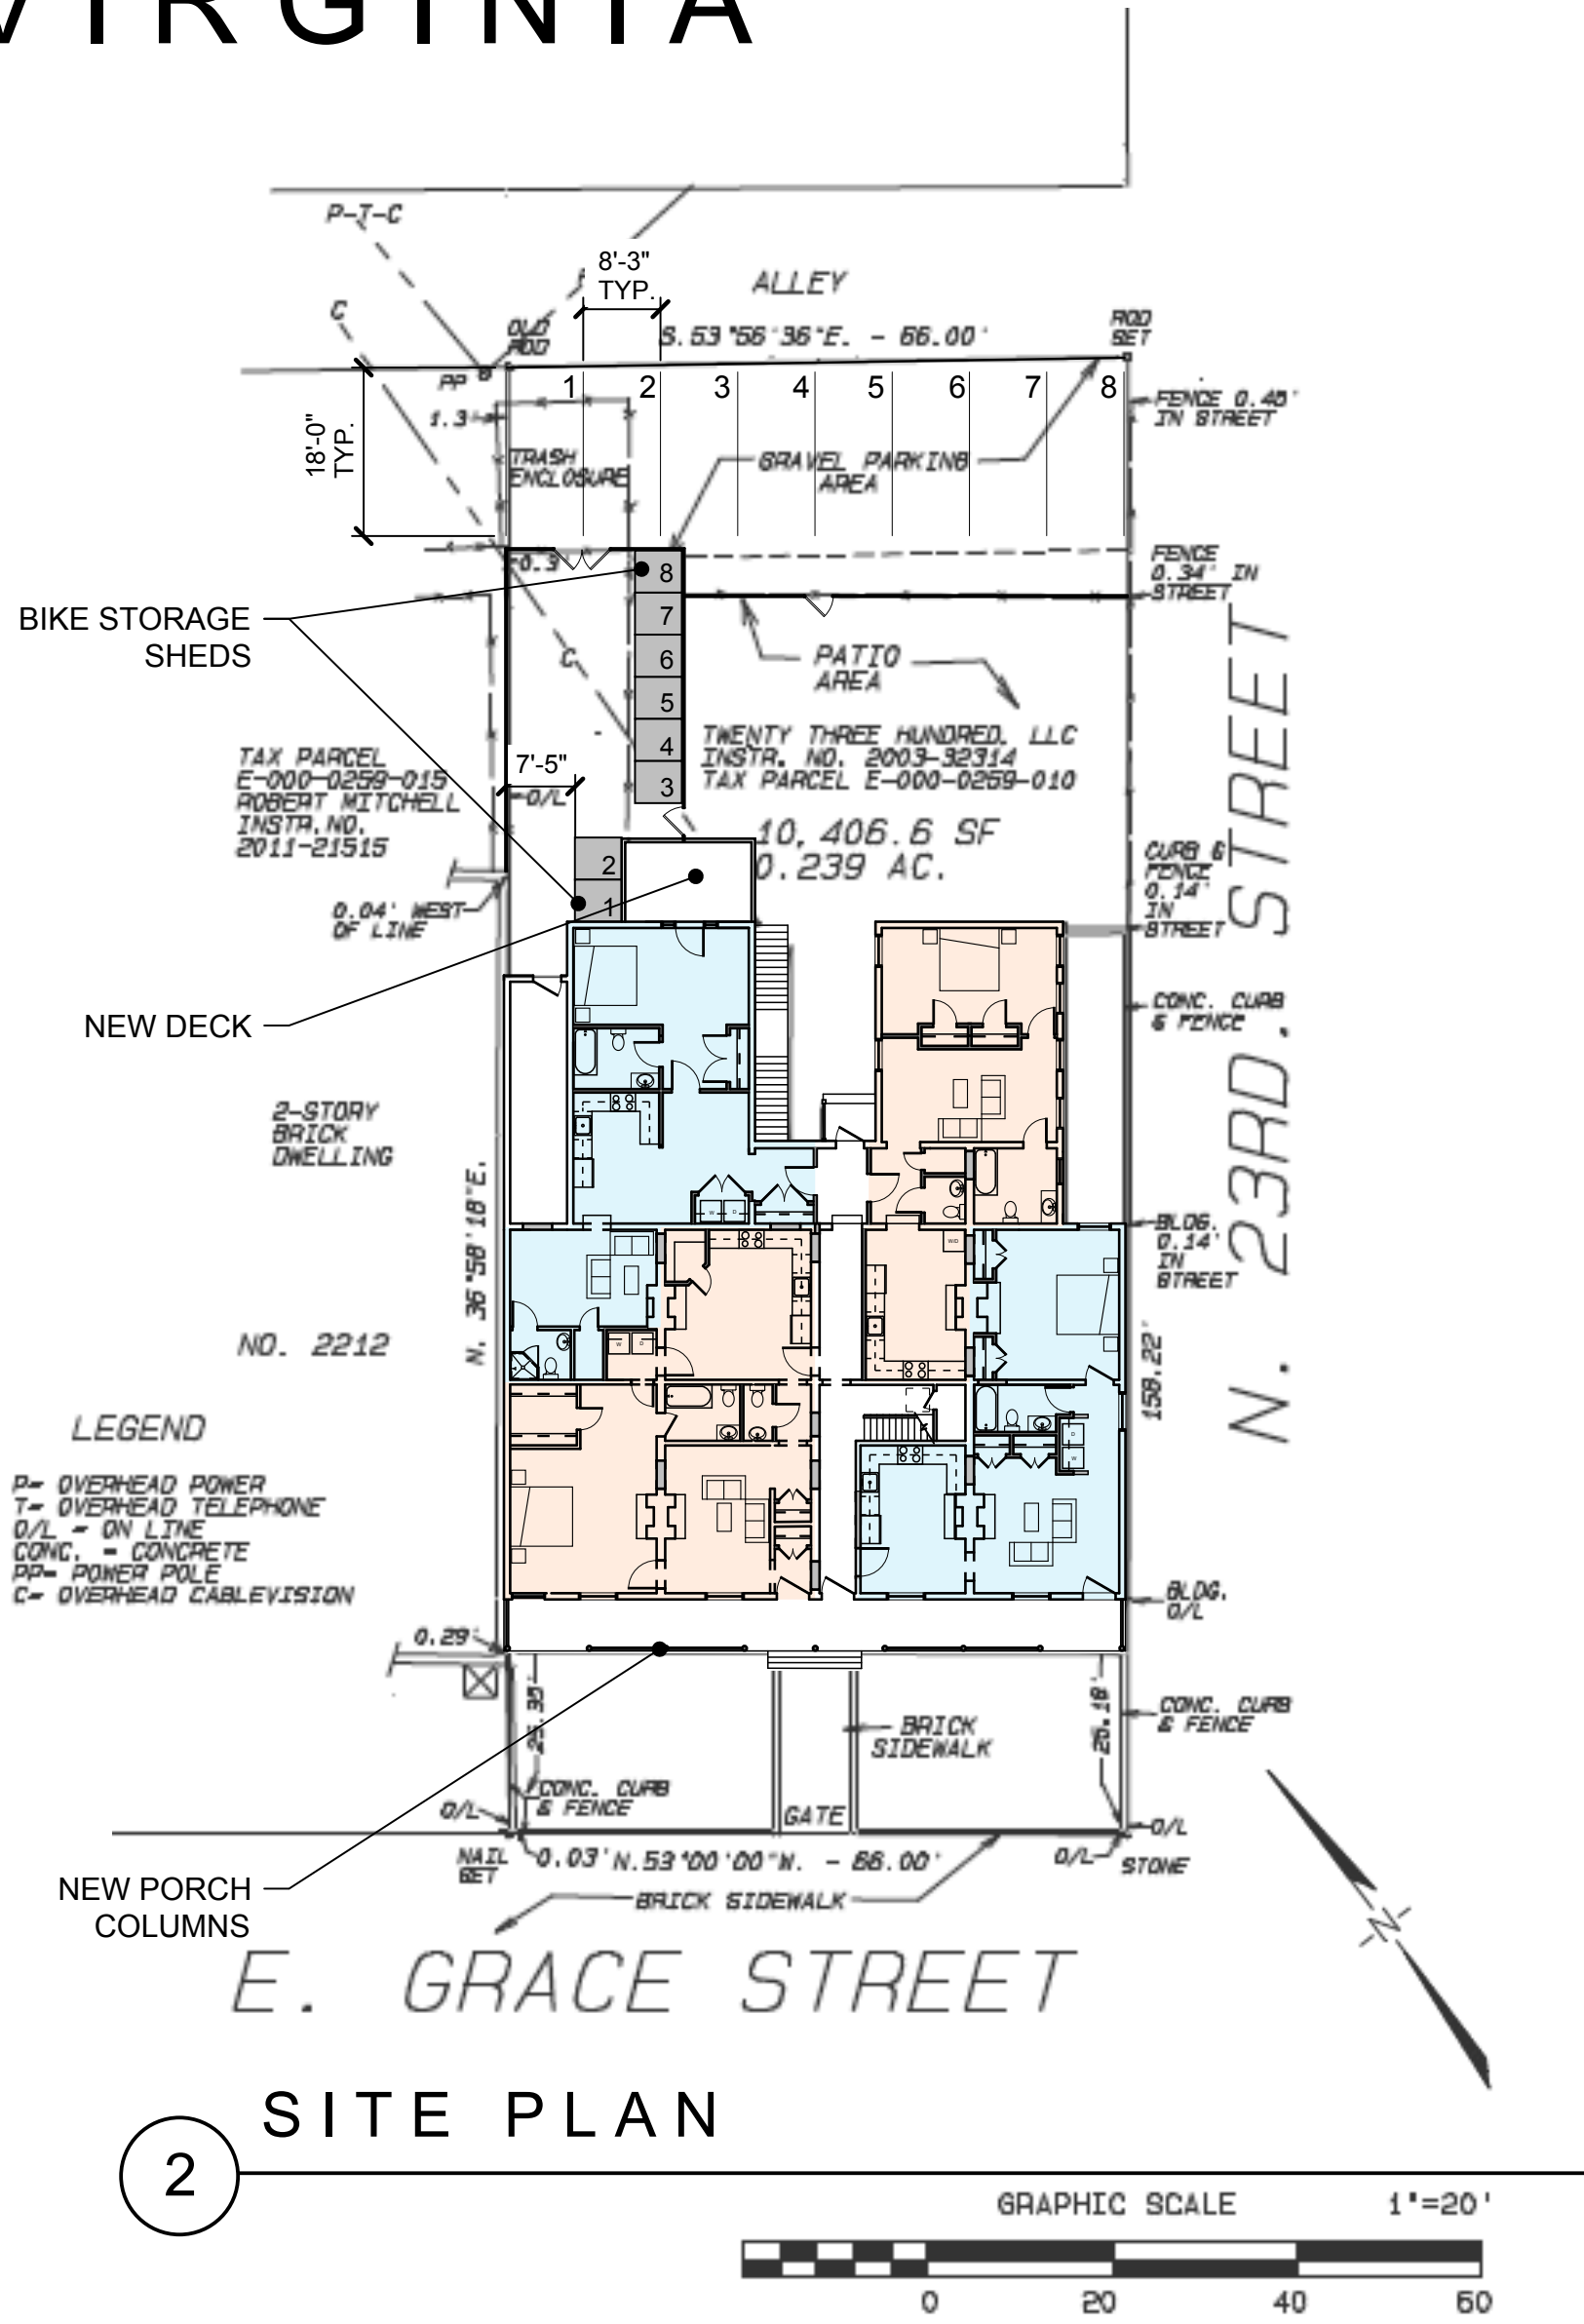 VIRGINIA
P-T-C
8'-3"
TYP.
ALLEY
C
OLD
ROD
S.53°56'36"E. - 66.00'
ROD
SET
PP
1 2 3 4 5 6 7 8
1.3
FENCE 0.48'
IN STREET
18'-0"
TYP.
TRASH
ENCLOSURE
GRAVEL PARKING
AREA
0.3
8
FENCE
0.34' IN
STREET
BIKE STORAGE
SHEDS
7
6
5
4
3
C
PATIO
AREA
TWENTY THREE HUNDRED, LLC
INSTR. NO. 2003-32314
TAX PARCEL E-000-0259-010
7'-5"
O/L
TAX PARCEL
E-000-0259-015
ROBERT MITCHELL
INSTR.NO.
2011-21515
10,406.6 SF
0.239 AC.
2
1
CURB &
FENCE
0.14'
IN
STREET
0.04' WEST
OF LINE
NEW DECK
CONC. CURB
& FENCE
N. 23RD. STREET
2-STORY
BRICK
DWELLING
N. 36°58'18"E.
W D
W/D
BLDG.
0.14'
IN
STREET
NO. 2212
W D
158.22'
D
W
LEGEND
P= OVERHEAD POWER
T= OVERHEAD TELEPHONE
O/L = ON LINE
CONC. = CONCRETE
PP= POWER POLE
C= OVERHEAD CABLEVISION
BLDG.
O/L
0.29'
BRICK
SIDEWALK
CONC. CURB
& FENCE
CONC. CURB
& FENCE
O/L
GATE
O/L
NAIL
SET
0.03'
N.53°00'00"W. - 66.00'
O/L
STONE
NEW PORCH
COLUMNS
BRICK SIDEWALK
N
E. GRACE STREET
2
SITE PLAN
GRAPHIC SCALE 1"=20'
0 20 40 60